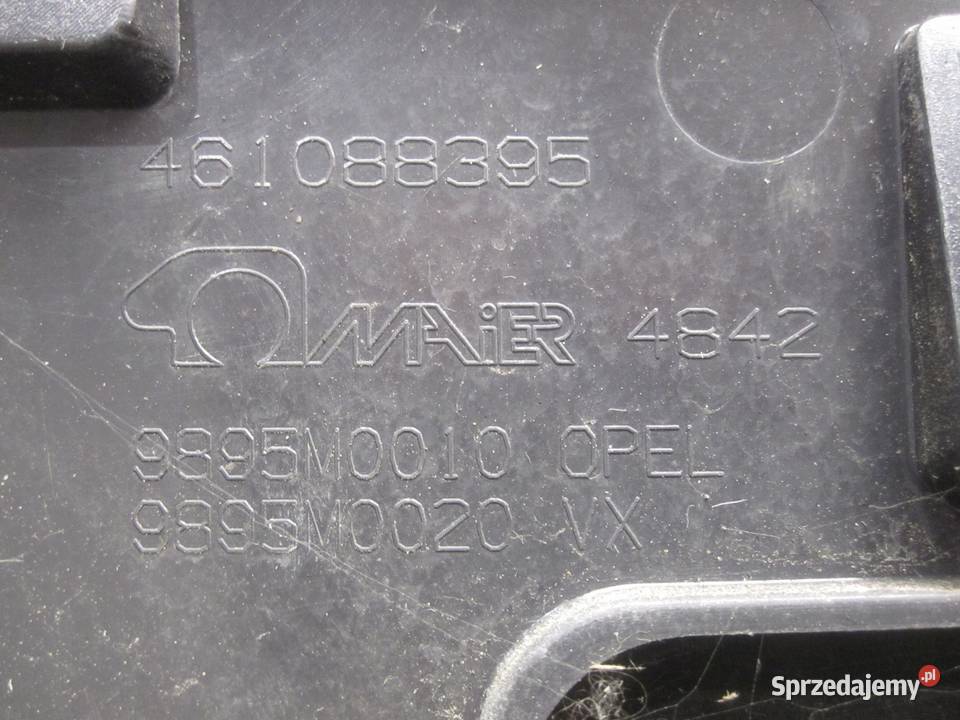 461088395
MAiER 4842
9895M0010 OPEL
9895M0020 VX
Sprzedajemy.pl